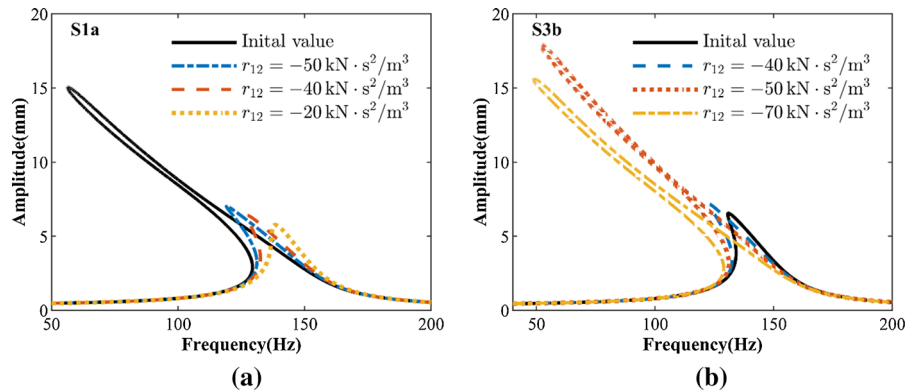 S1a
Inital value
r₁₂ = −50 kN · s²/m³
r₁₂ = −40 kN · s²/m³
r₁₂ = −20 kN · s²/m³
Amplitude(mm)
20
15
10
5
0
50 100 150 200
Frequency(Hz)
(a)
S3b
Inital value
r₁₂ = −40 kN · s²/m³
r₁₂ = −50 kN · s²/m³
r₁₂ = −70 kN · s²/m³
Amplitude(mm)
20
15
10
5
0
50 100 150 200
Frequency(Hz)
(b)